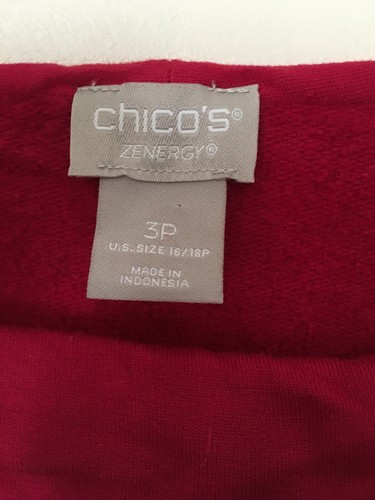 chico's®
ZENERGY®
3P
U.S. SIZE 16/18P
MADE IN
INDONESIA